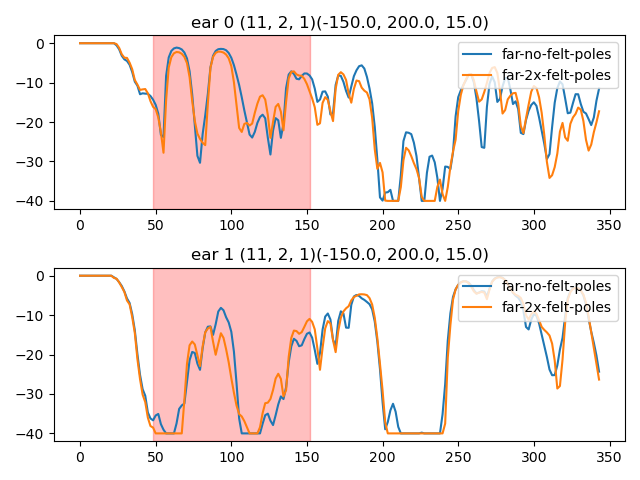 ear 0 (11, 2, 1)(-150.0, 200.0, 15.0)
0
−10
−20
−30
−40
far-no-felt-poles
far-2x-felt-poles
0 50 100 150 200 250 300 350
ear 1 (11, 2, 1)(-150.0, 200.0, 15.0)
0
−10
−20
−30
−40
far-no-felt-poles
far-2x-felt-poles
0 50 100 150 200 250 300 350